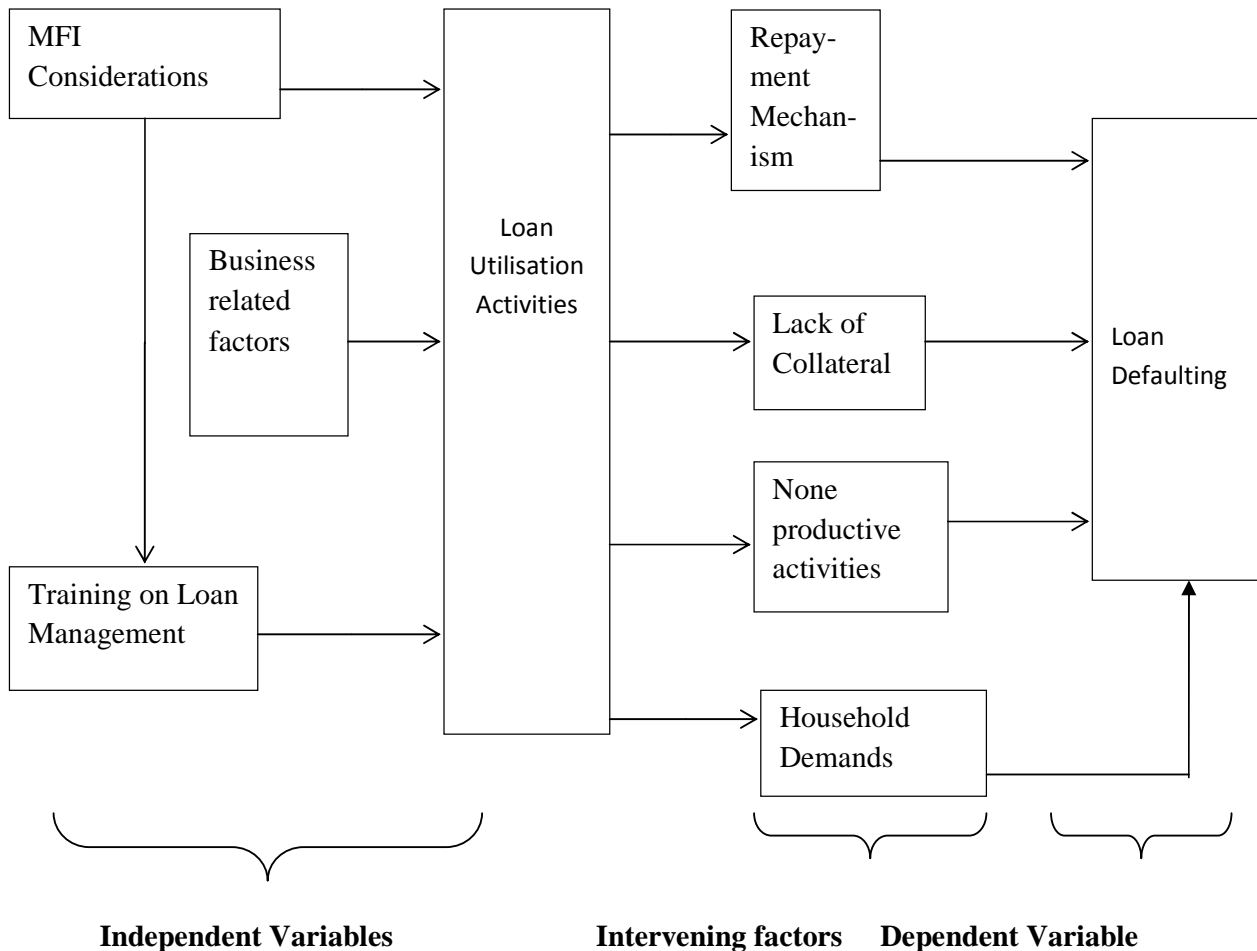 MFI
Considerations
Repay-
ment
Mechan-
ism
Loan
Utilisation
Activities
Business
related
factors
Lack of
Collateral
Loan
Defaulting
None
productive
activities
Training on Loan
Management
Household
Demands
Independent Variables
Intervening factors
Dependent Variable